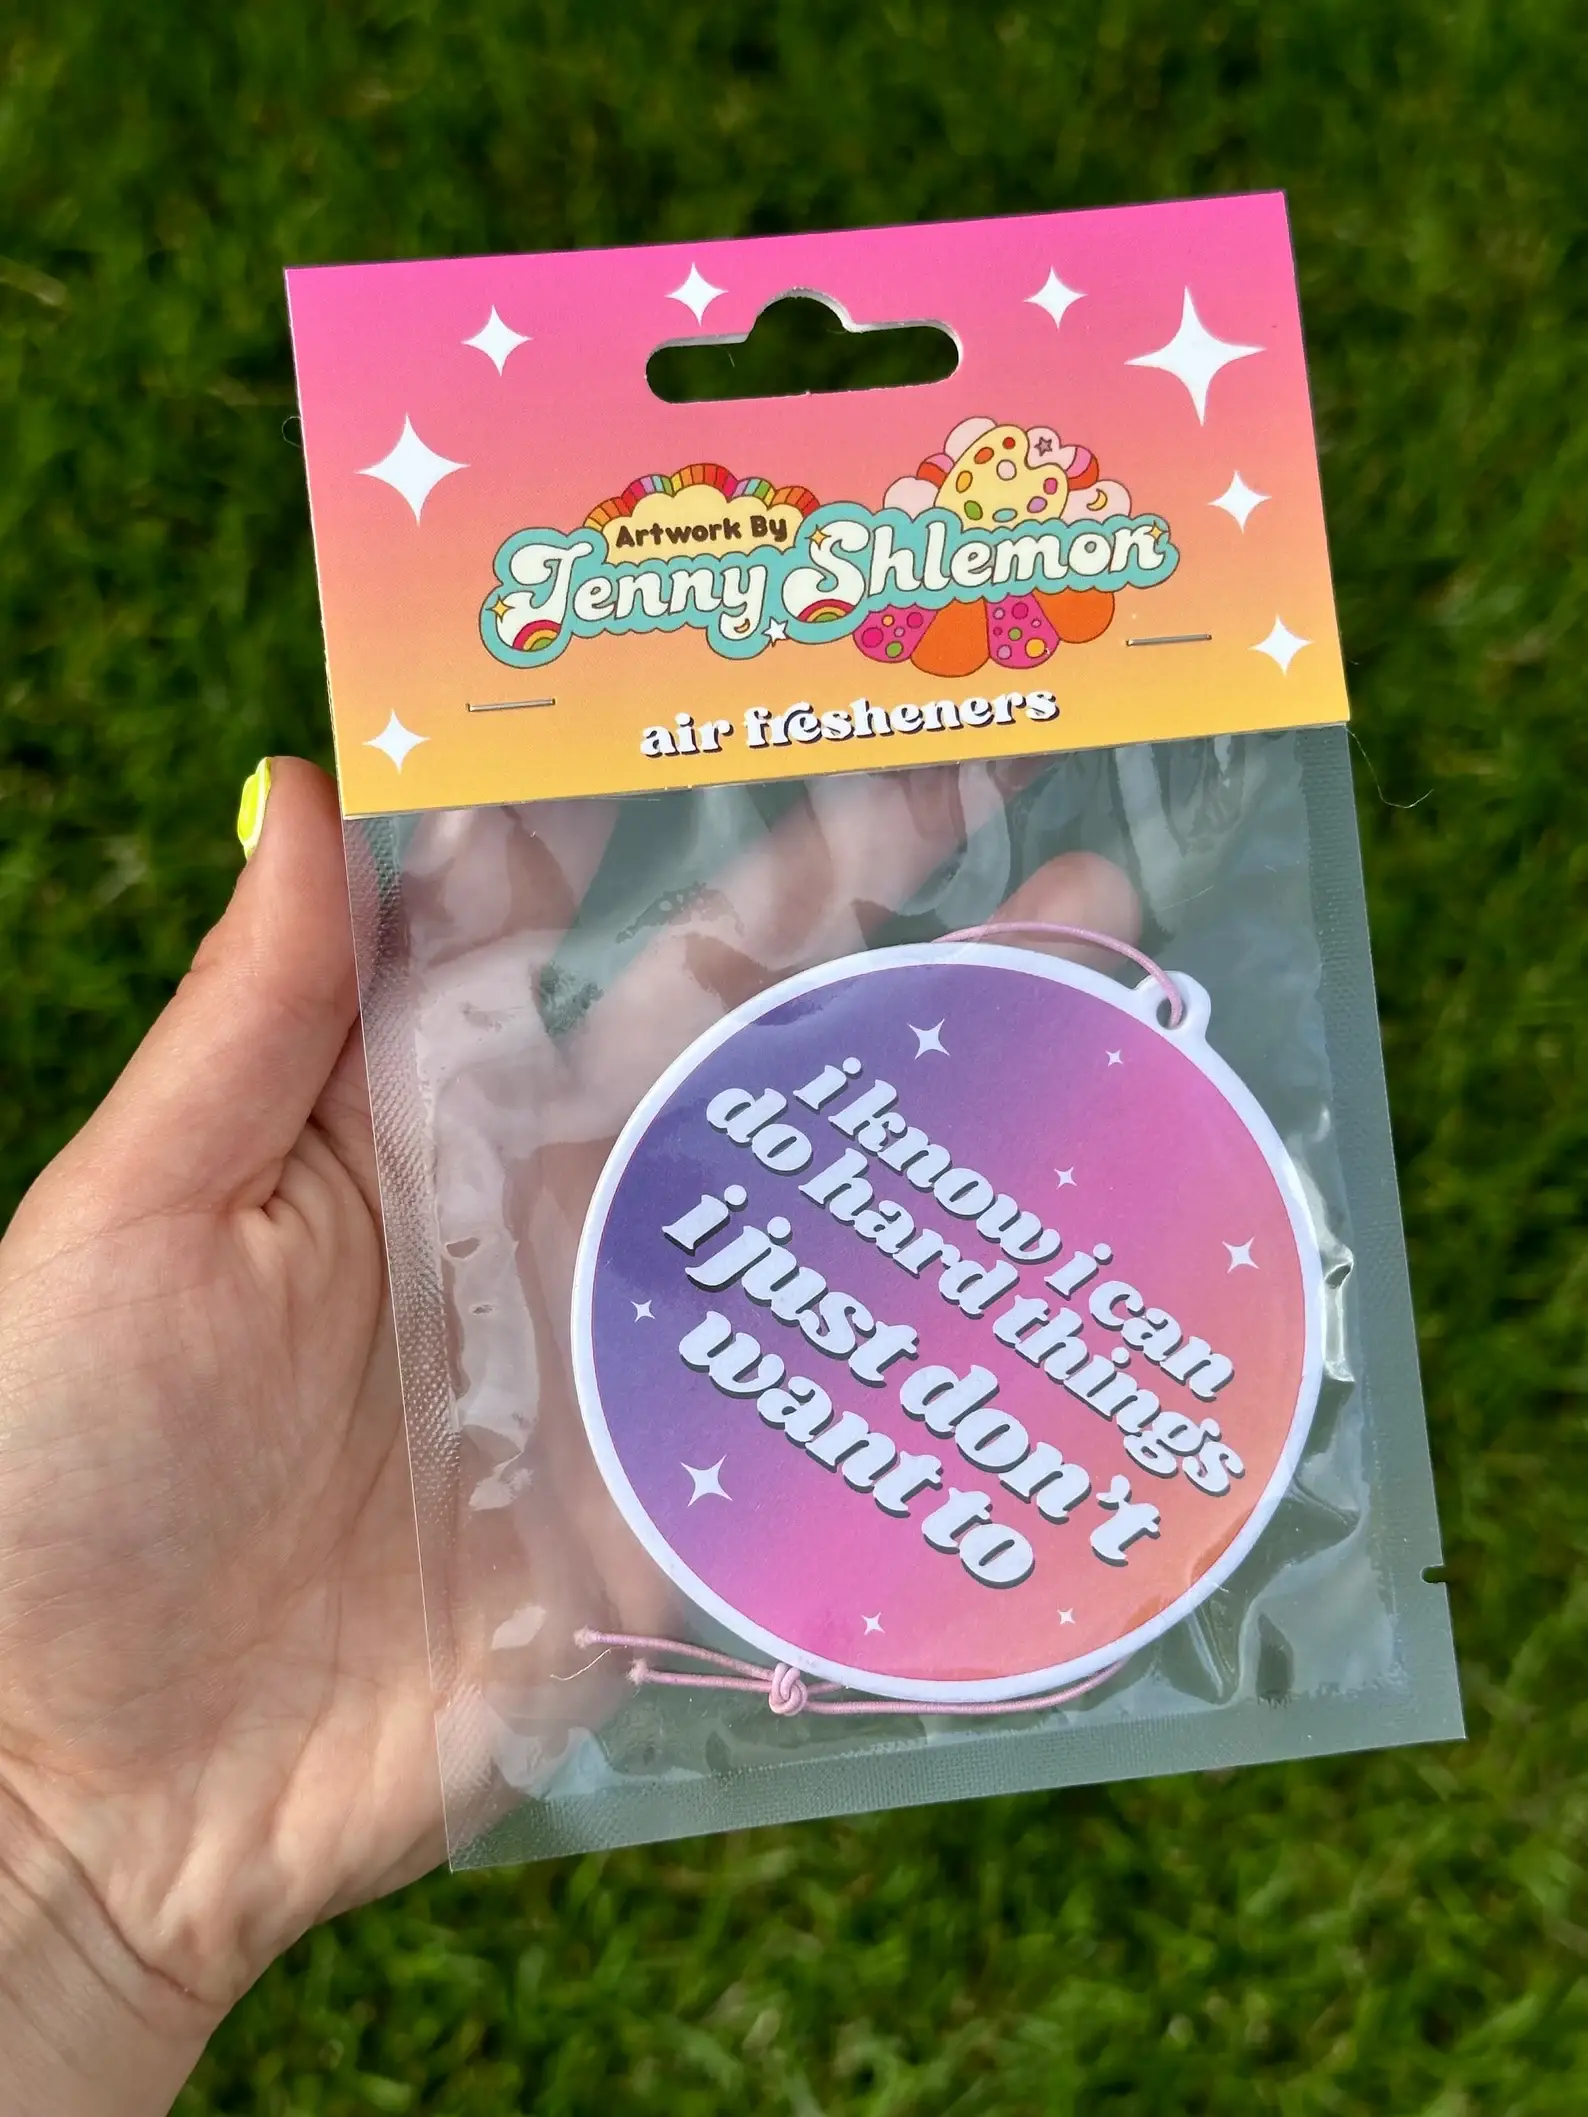 Artwork By
Jenny Shlemon
air fresheners
i know i can
do hard things
i just don't
want to